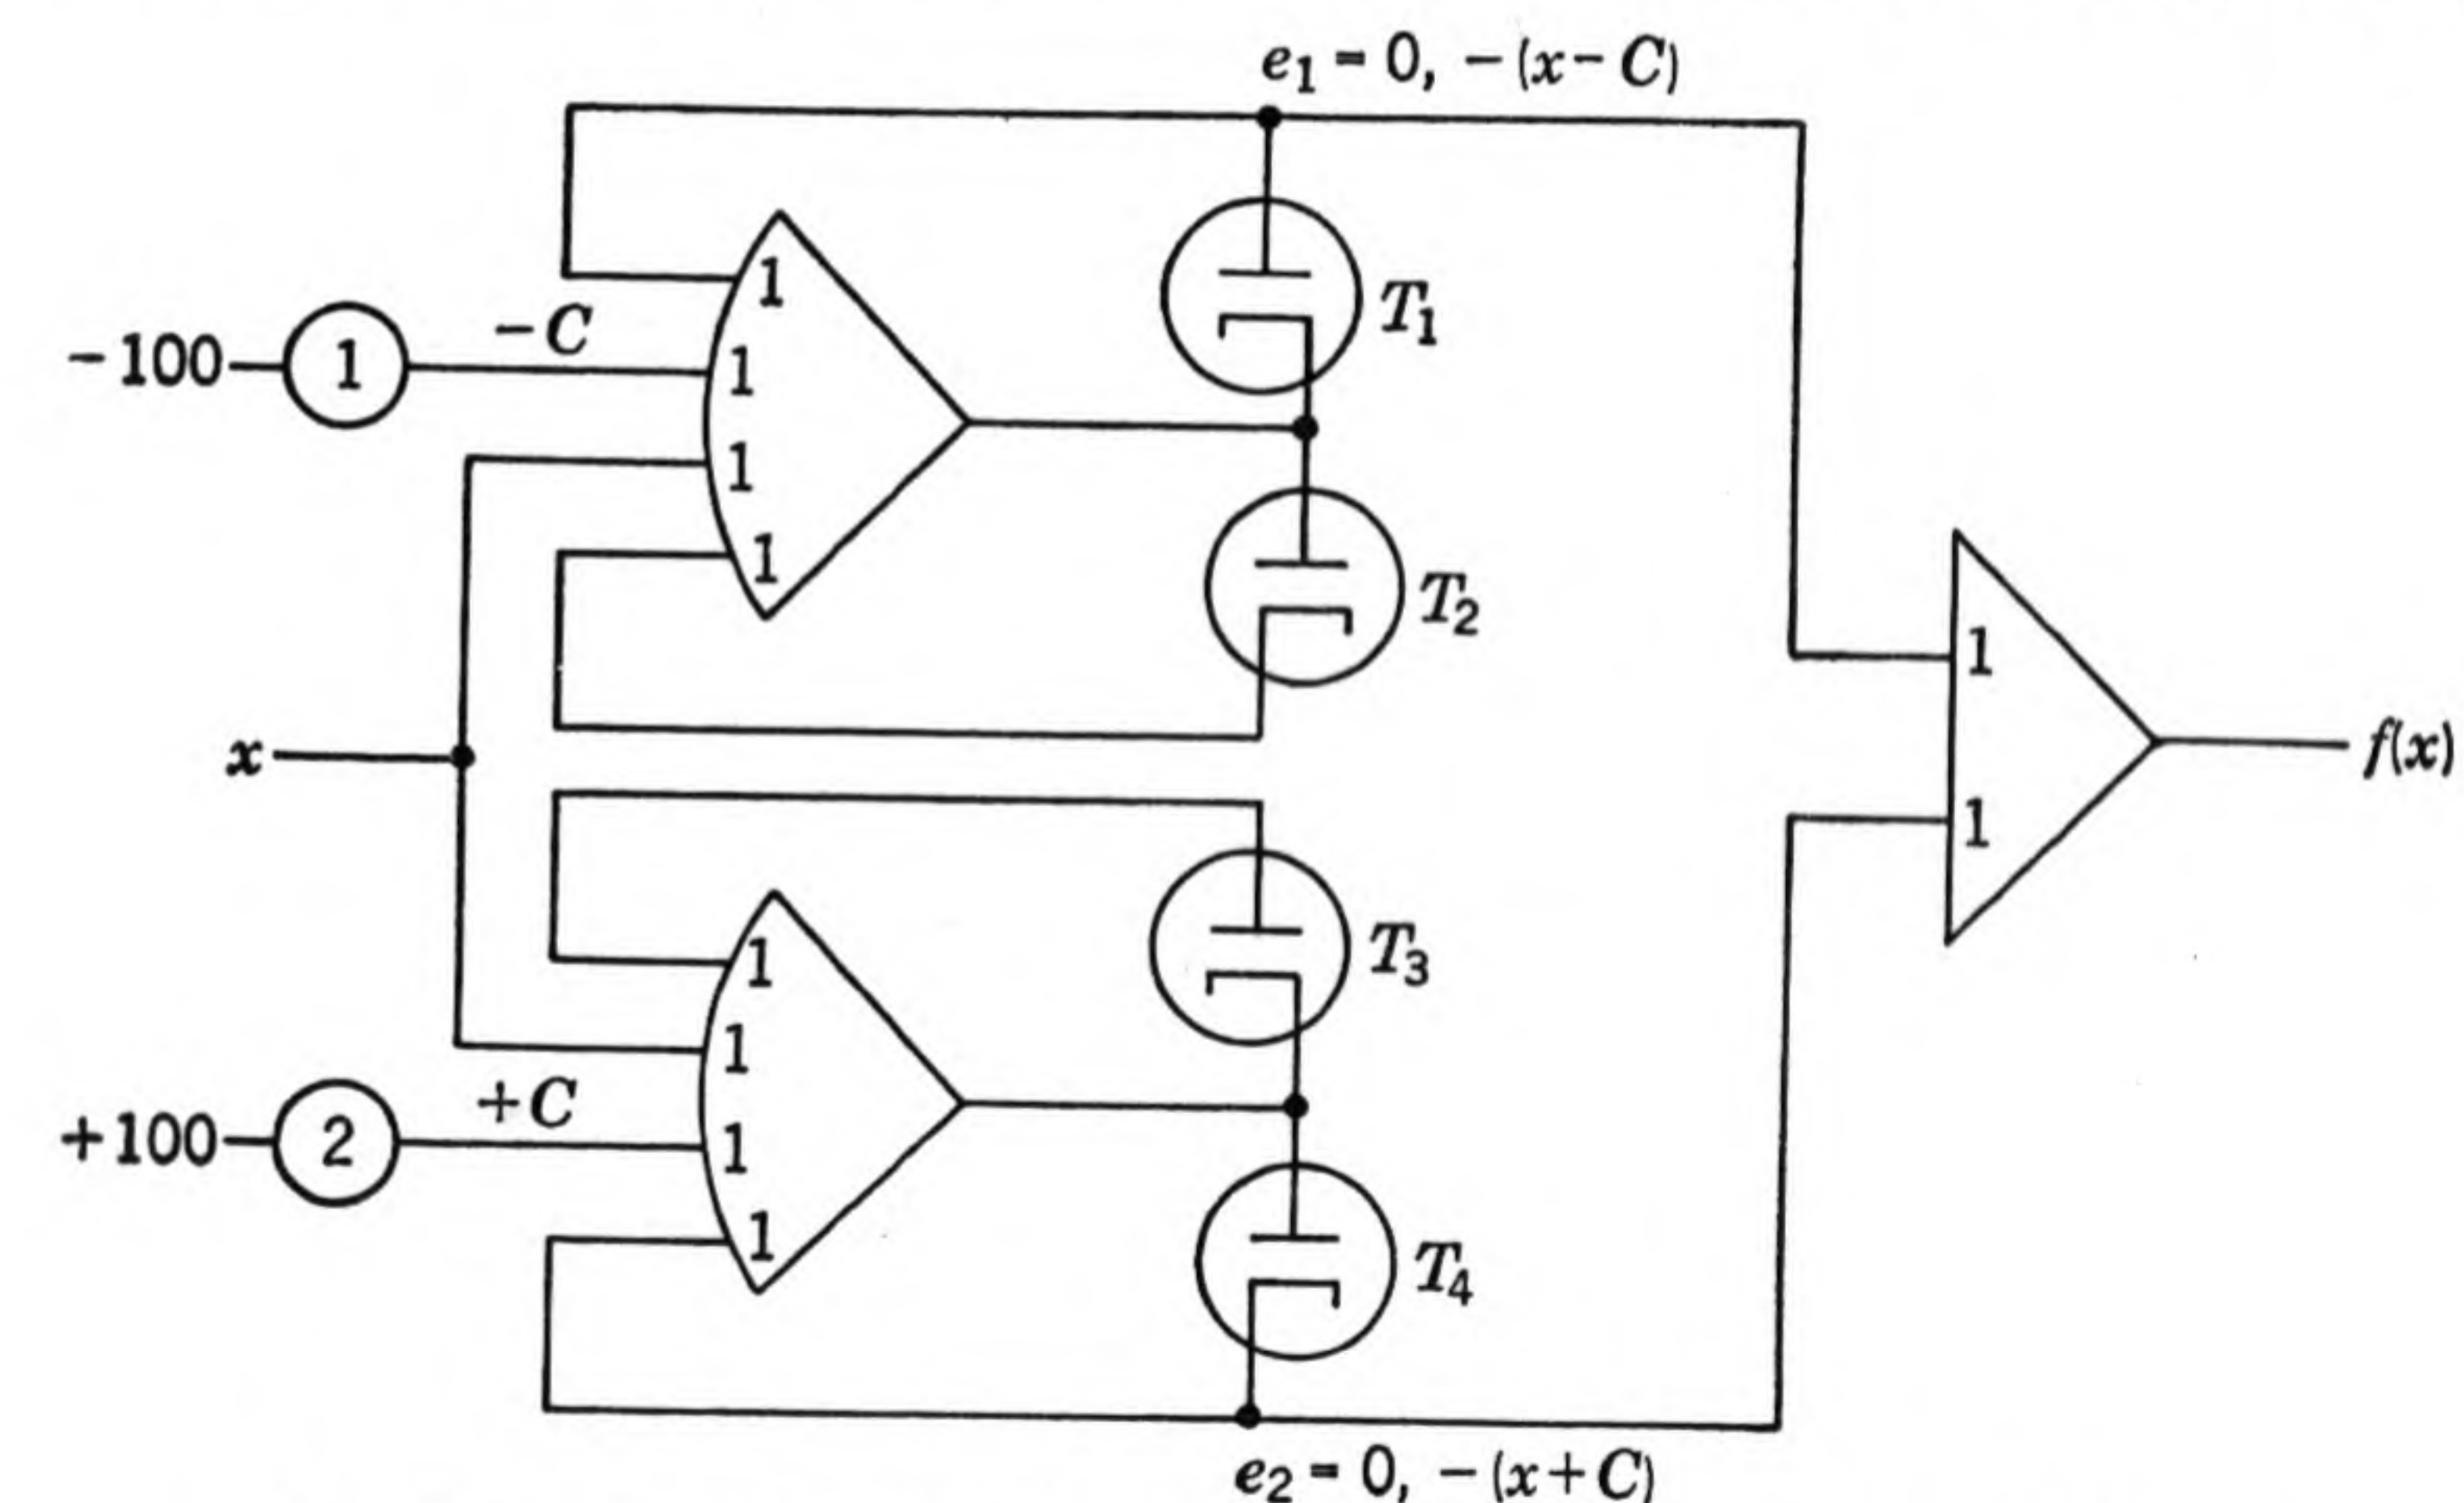 e1 = 0, −(x − C)
1
T1
−100
1
−C
1
1
1
T2
1
x
f(x)
1
1
T3
1
+100
2
+C
1
1
T4
e2 = 0, −(x + C)